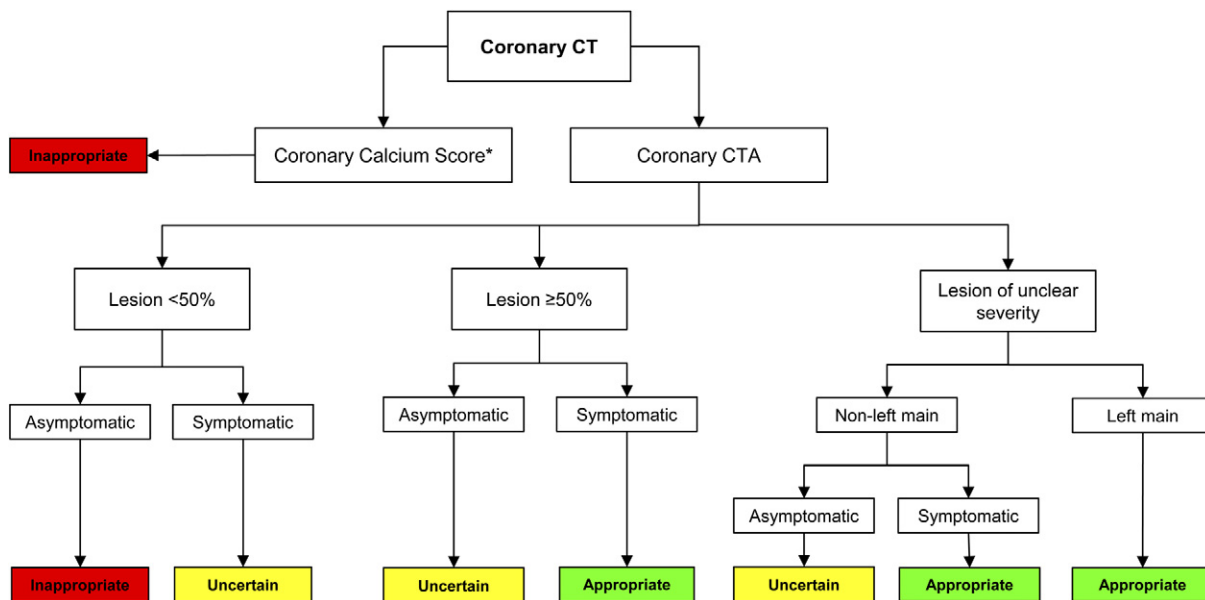 Coronary CT
Inappropriate
Coronary Calcium Score*
Coronary CTA
Lesion <50%
Lesion ≥50%
Lesion of unclear
severity
Asymptomatic
Symptomatic
Asymptomatic
Symptomatic
Non-left main
Left main
Asymptomatic
Symptomatic
Inappropriate
Uncertain
Uncertain
Appropriate
Uncertain
Appropriate
Appropriate